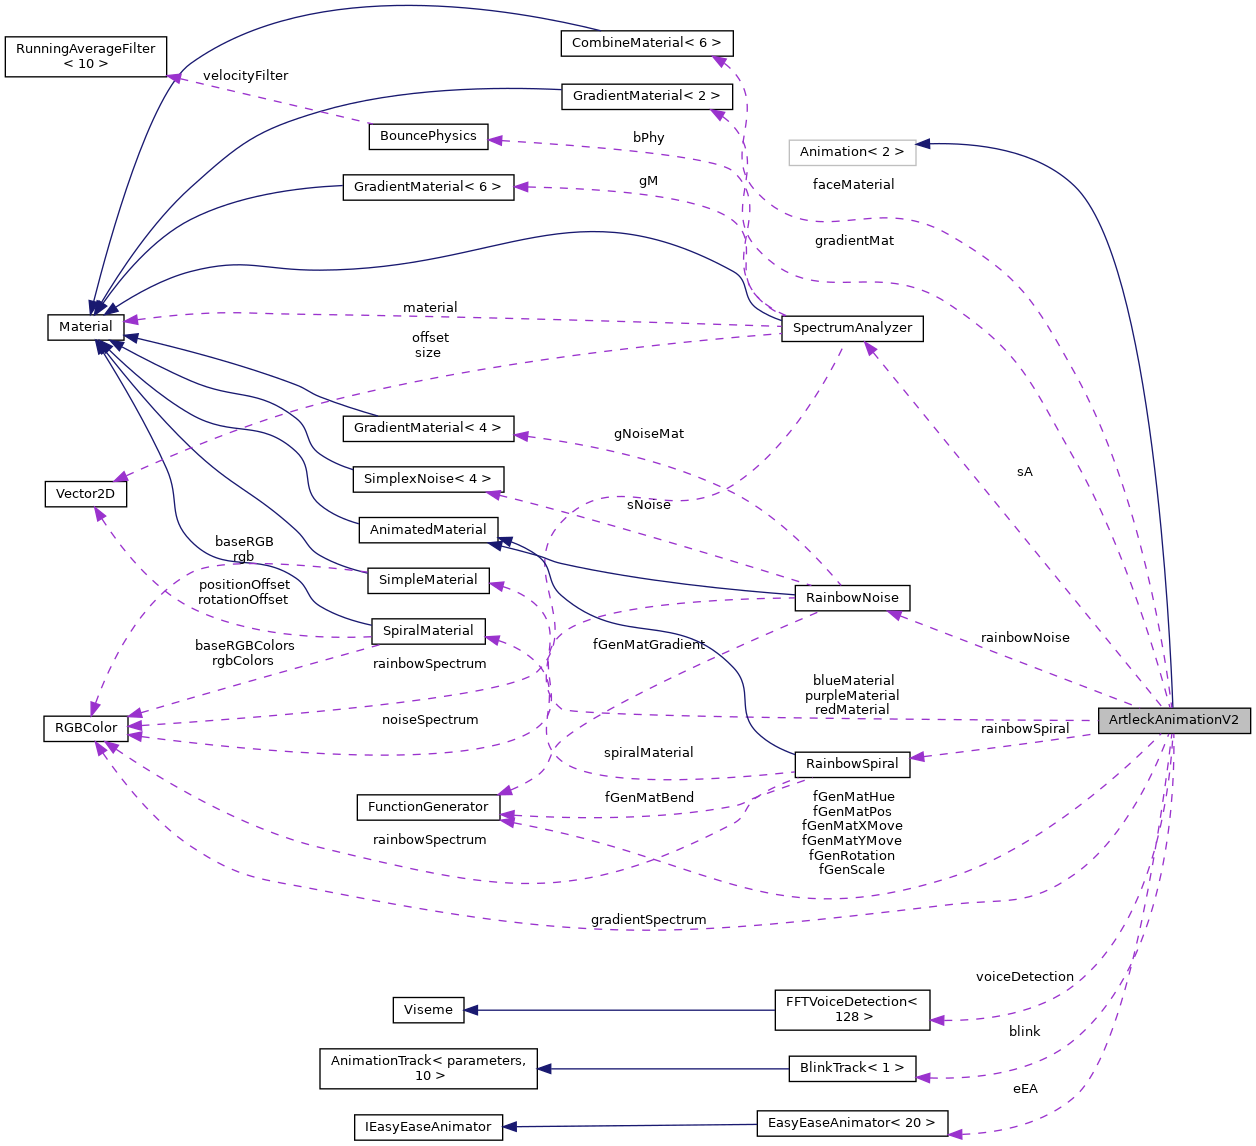 CombineMaterial< 6 >
RunningAverageFilter
< 10 >
velocityFilter
GradientMaterial< 2 >
BouncePhysics
bPhy
Animation< 2 >
GradientMaterial< 6 >
gM
faceMaterial
gradientMat
material
Material
SpectrumAnalyzer
offset
size
GradientMaterial< 4 >
gNoiseMat
SimplexNoise< 4 >
sA
Vector2D
sNoise
AnimatedMaterial
baseRGB
rgb
SimpleMaterial
positionOffset
rotationOffset
RainbowNoise
SpiralMaterial
rainbowNoise
baseRGBColors
rgbColors
fGenMatGradient
rainbowSpectrum
blueMaterial
purpleMaterial
redMaterial
RGBColor
noiseSpectrum
ArtleckAnimationV2
rainbowSpiral
spiralMaterial
RainbowSpiral
FunctionGenerator
fGenMatBend
fGenMatHue
fGenMatPos
fGenMatXMove
fGenMatYMove
fGenRotation
fGenScale
rainbowSpectrum
gradientSpectrum
voiceDetection
Viseme
FFTVoiceDetection<
128 >
blink
AnimationTrack< parameters,
10 >
BlinkTrack< 1 >
eEA
IEasyEaseAnimator
EasyEaseAnimator< 20 >